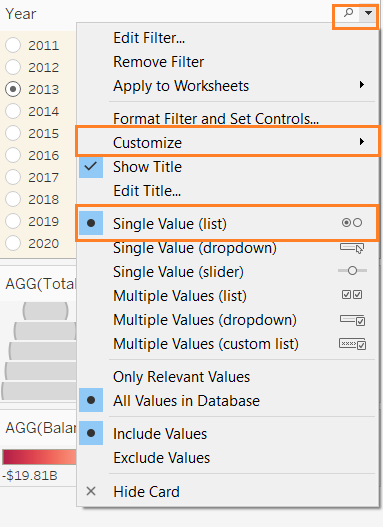 Year
2011
2012
2013
2014
2015
2016
2017
2018
2019
2020
AGG(Total
AGG(Balan
-$19.81B
Edit Filter...
Remove Filter
Apply to Worksheets
Format Filter and Set Controls...
Customize
Show Title
Edit Title...
Single Value (list)
Single Value (dropdown)
Single Value (slider)
Multiple Values (list)
Multiple Values (dropdown)
Multiple Values (custom list)
Only Relevant Values
All Values in Database
Include Values
Exclude Values
Hide Card